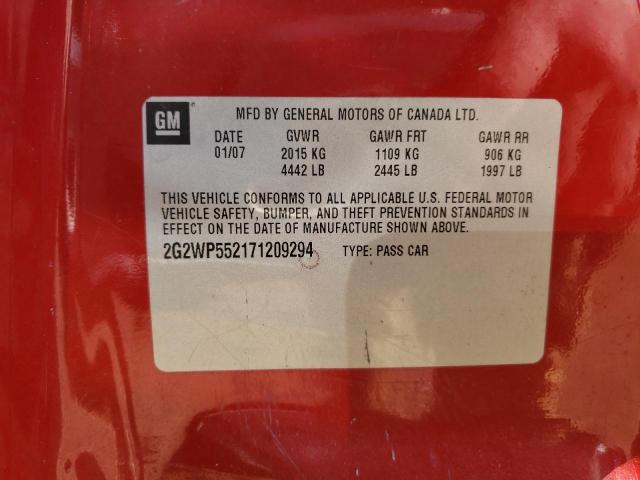 GM MFD BY GENERAL MOTORS OF CANADA LTD.
DATE GVWR GAWR FRT GAWR RR
01/07 2015 KG 1109 KG 906 KG
4442 LB 2445 LB 1997 LB
THIS VEHICLE CONFORMS TO ALL APPLICABLE U.S. FEDERAL MOTOR
VEHICLE SAFETY, BUMPER, AND THEFT PREVENTION STANDARDS IN
EFFECT ON THE DATE OF MANUFACTURE SHOWN ABOVE.
2G2WP552171209294 TYPE: PASS CAR